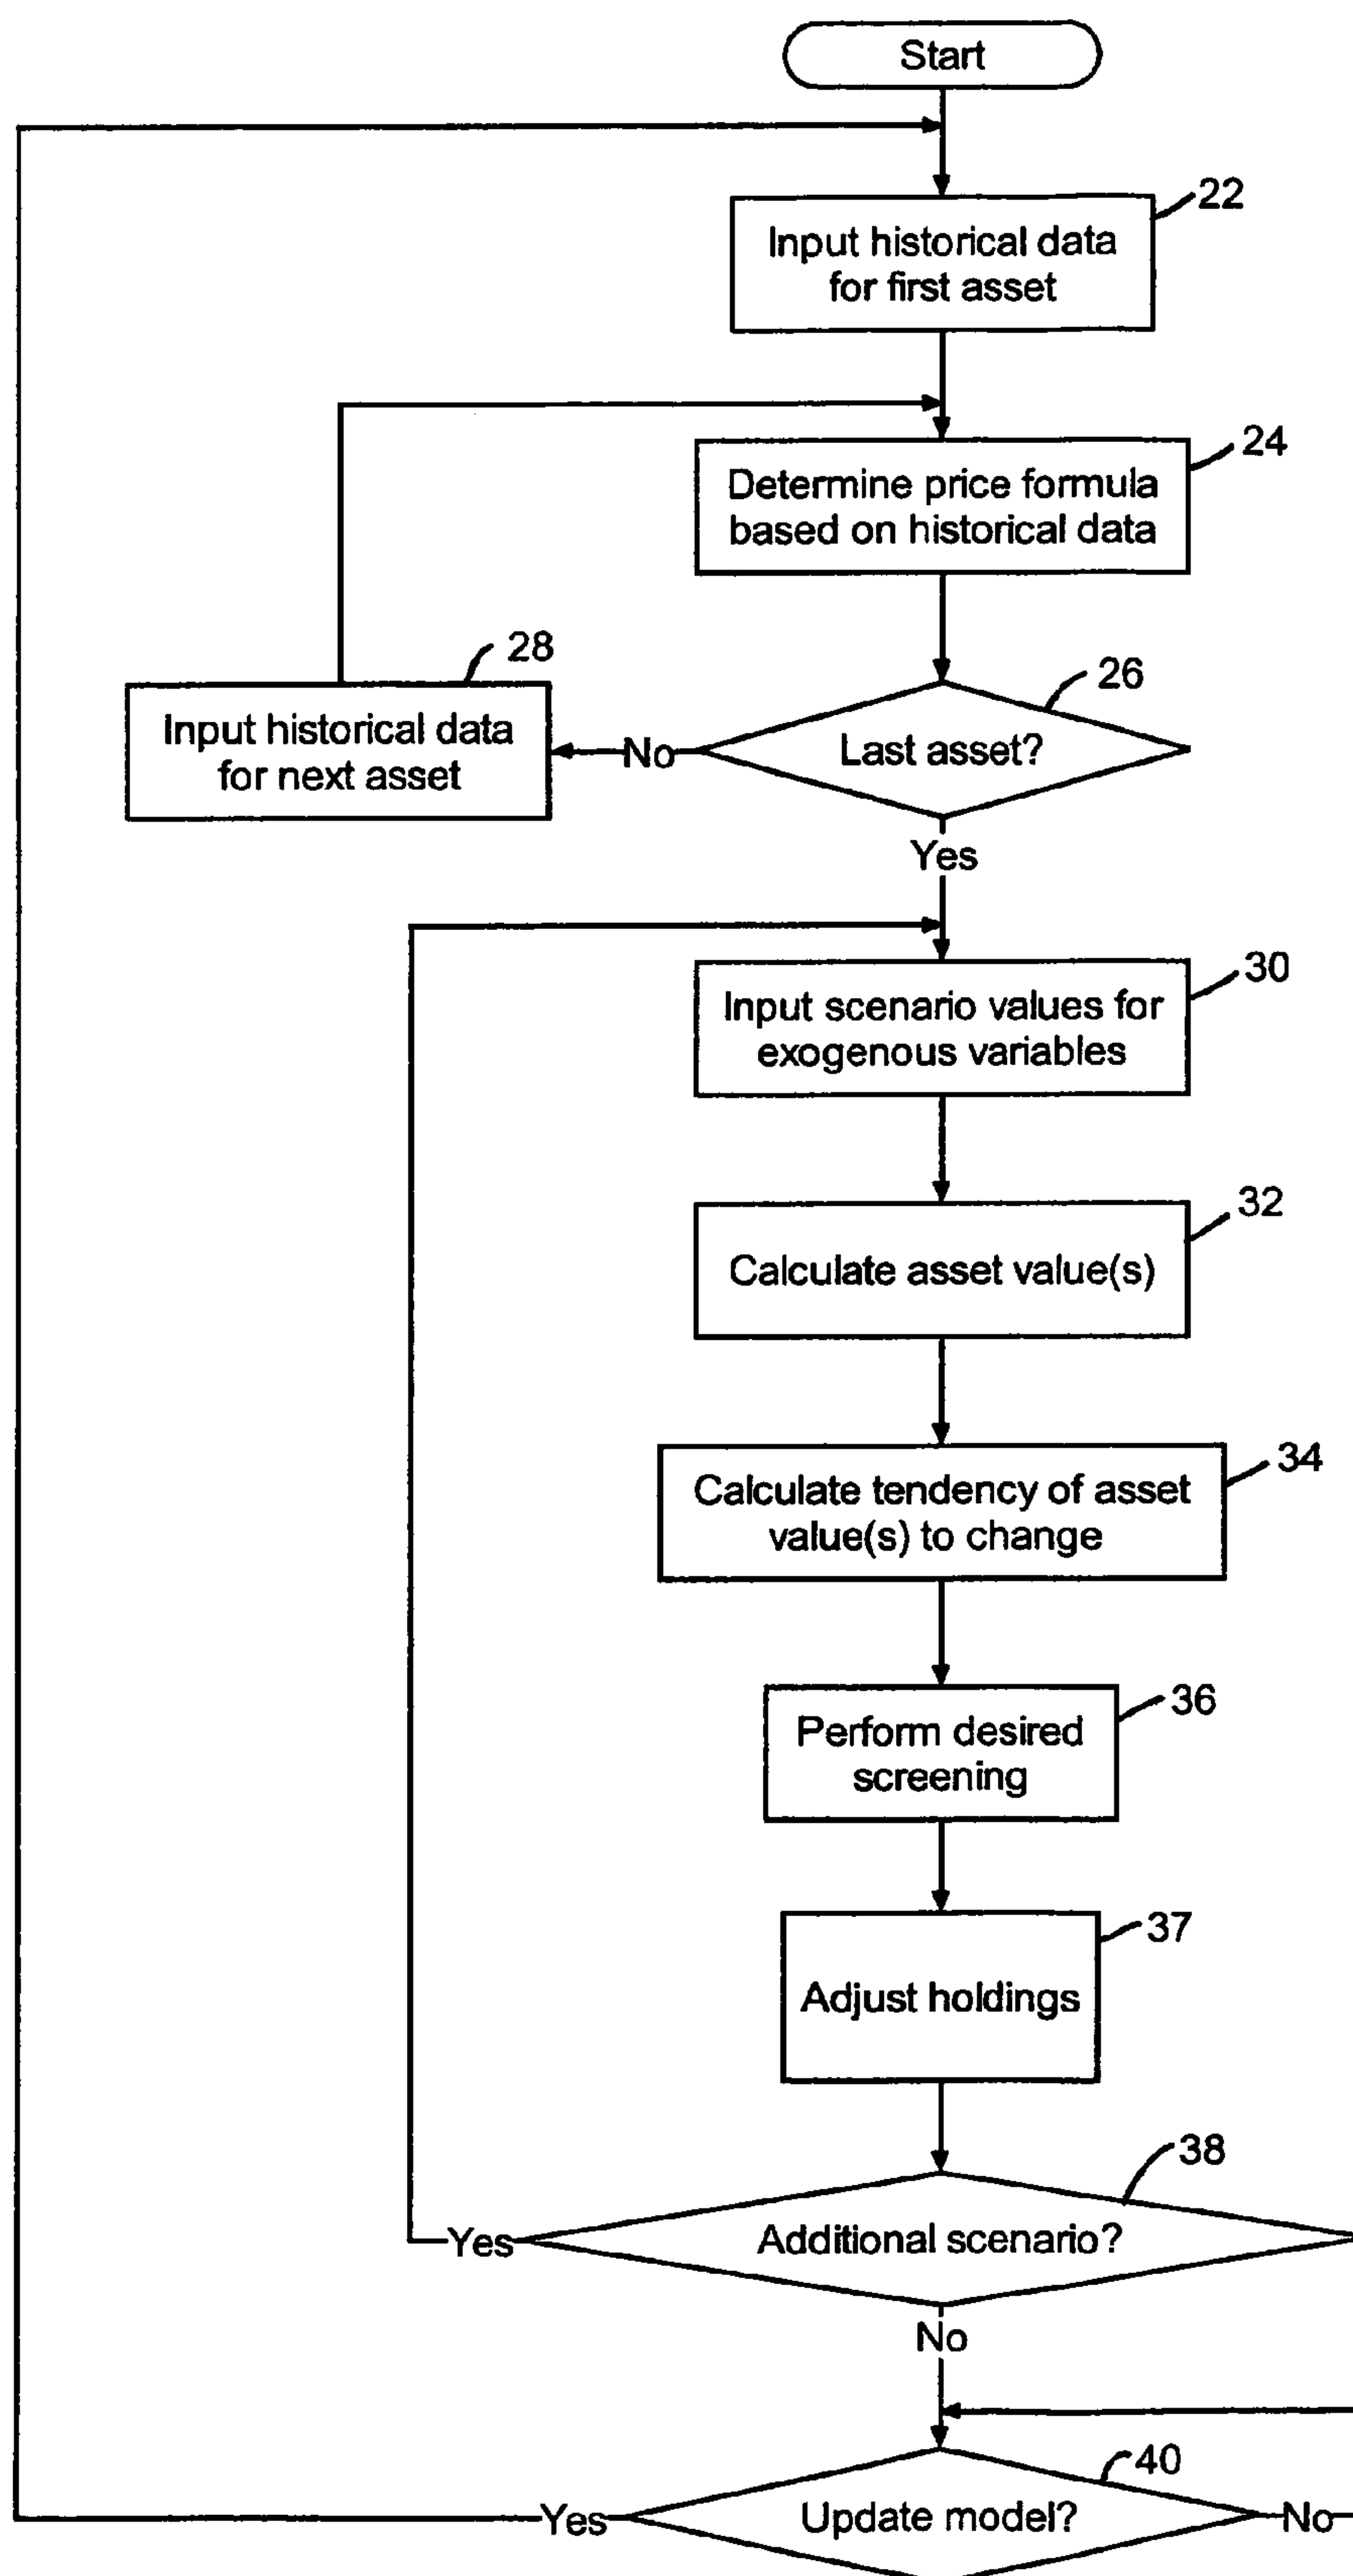 Start
22
Input historical data
for first asset
24
Determine price formula
based on historical data
28
Input historical data
for next asset
26
Last asset?
No
Yes
30
Input scenario values for
exogenous variables
32
Calculate asset value(s)
34
Calculate tendency of asset
value(s) to change
36
Perform desired
screening
37
Adjust holdings
38
Additional scenario?
Yes
No
40
Update model?
Yes
No